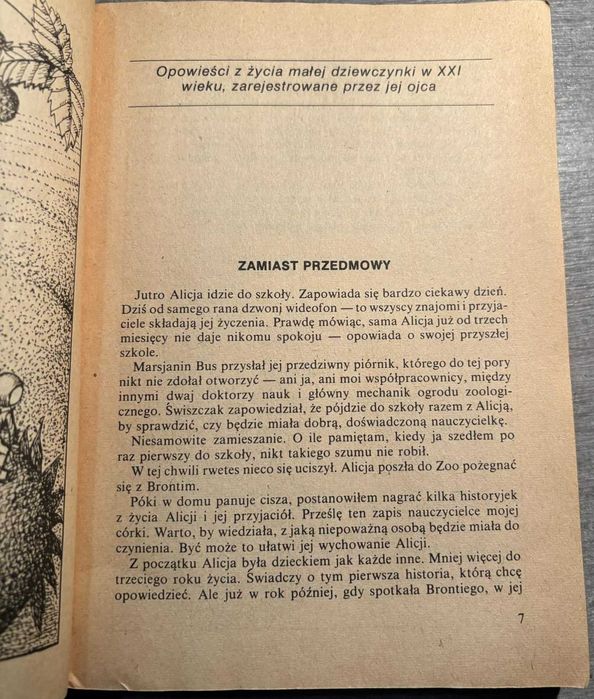 Opowieści z życia małej dziewczynki w XXI
wieku, zarejestrowane przez jej ojca
ZAMIAST PRZEDMOWY
Jutro Alicja idzie do szkoły. Zapowiada się bardzo ciekawy dzień.
Dziś od samego rana dzwonj wideofon — to wszyscy znajomi i przyja-
ciele składają jej życzenia. Prawdę mówiąc, sama Alicja już od trzech
miesięcy nie daje nikomu spokoju — opowiada o swojej przyszłej
szkole.
Marsjanin Bus przysłał jej przedziwny piórnik, którego do tej pory
nikt nie zdołał otworzyć — ani ja, ani moi współpracownicy, między
innymi dwaj doktorzy nauk i główny mechanik ogrodu zoologi-
cznego. Świszczak zapowiedział, że pójdzie do szkoły razem z Alicją,
by sprawdzić, czy będzie miała dobrą, doświadczoną nauczycielkę.
Niesamowite zamieszanie. O ile pamiętam, kiedy ja szedłem po
raz pierwszy do szkoły, nikt takiego szumu nie robił.
W tej chwili rwetes nieco się uciszył. Alicja poszła do Zoo pożegnać
się z Brontim.
Póki w domu panuje cisza, postanowiłem nagrać kilka historyjek
z życia Alicji i jej przyjaciół. Prześlę ten zapis nauczycielce mojej
córki. Warto, by wiedziała, z jaką niepoważną osobą będzie miała do
czynienia. Być może to ułatwi jej wychowanie Alicji.
Z początku Alicja była dzieckiem jak każde inne. Mniej więcej do
trzeciego roku życia. Świadczy o tym pierwsza historia, którą chcę
opowiedzieć. Ale już w rok później, gdy spotkała Brontiego, w jej
7